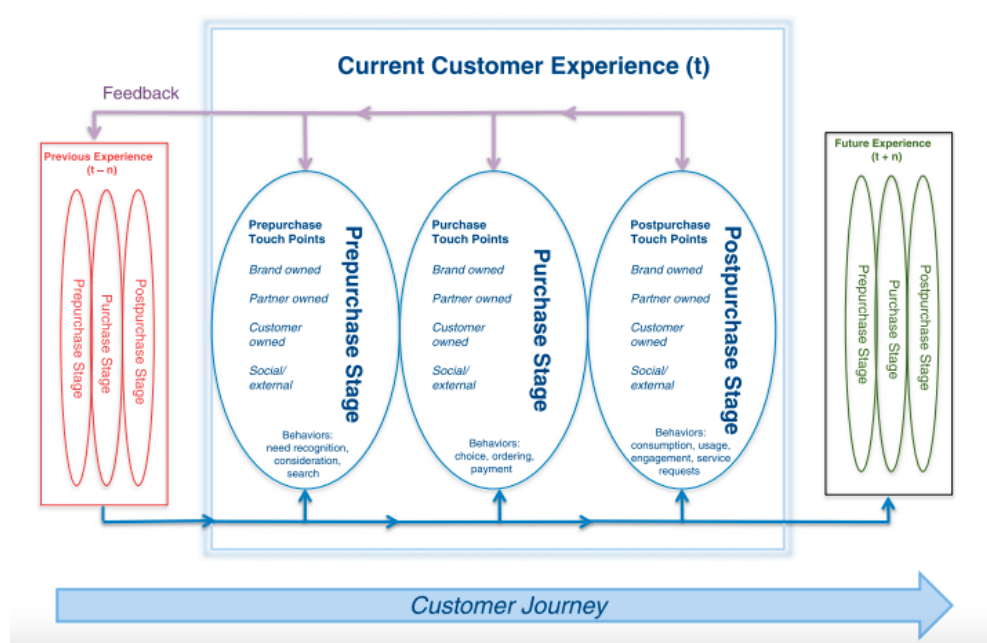 Current Customer Experience (t)
Feedback
Previous Experience
(t – n)
Prepurchase Stage
Purchase Stage
Postpurchase Stage
Prepurchase
Touch Points
Brand owned
Partner owned
Customer
owned
Social/
external
Prepurchase Stage
Behaviors:
need recognition,
consideration,
search
Purchase
Touch Points
Brand owned
Partner owned
Customer
owned
Social/
external
Purchase Stage
Behaviors:
choice, ordering,
payment
Postpurchase
Touch Points
Brand owned
Partner owned
Customer
owned
Social/
external
Postpurchase Stage
Behaviors:
consumption, usage,
engagement, service
requests
Future Experience
(t + n)
Prepurchase Stage
Purchase Stage
Postpurchase Stage
Customer Journey